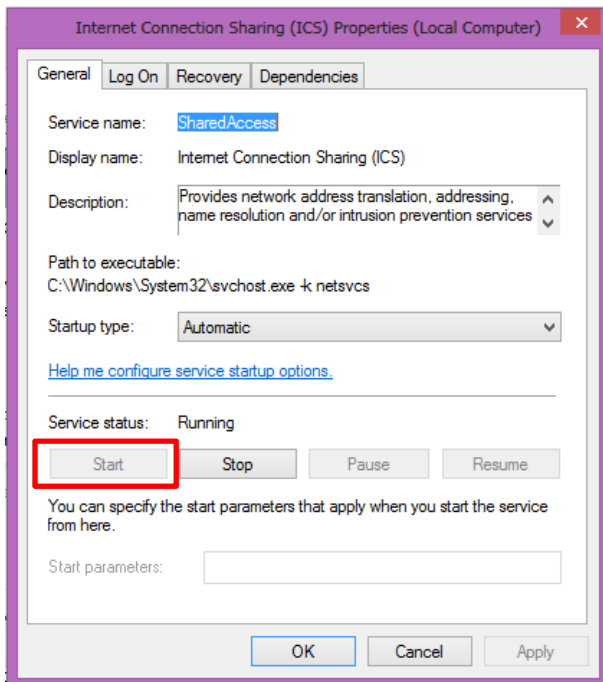 Internet Connection Sharing (ICS) Properties (Local Computer)
General Log On Recovery Dependencies
Service name: SharedAccess
Display name: Internet Connection Sharing (ICS)
Description: Provides network address translation, addressing,
name resolution and/or intrusion prevention services
Path to executable:
C:\Windows\System32\svchost.exe -k netsvcs
Startup type: Automatic
Help me configure service startup options.
Service status: Running
Start Stop Pause Resume
You can specify the start parameters that apply when you start the service
from here.
Start parameters:
OK Cancel Apply